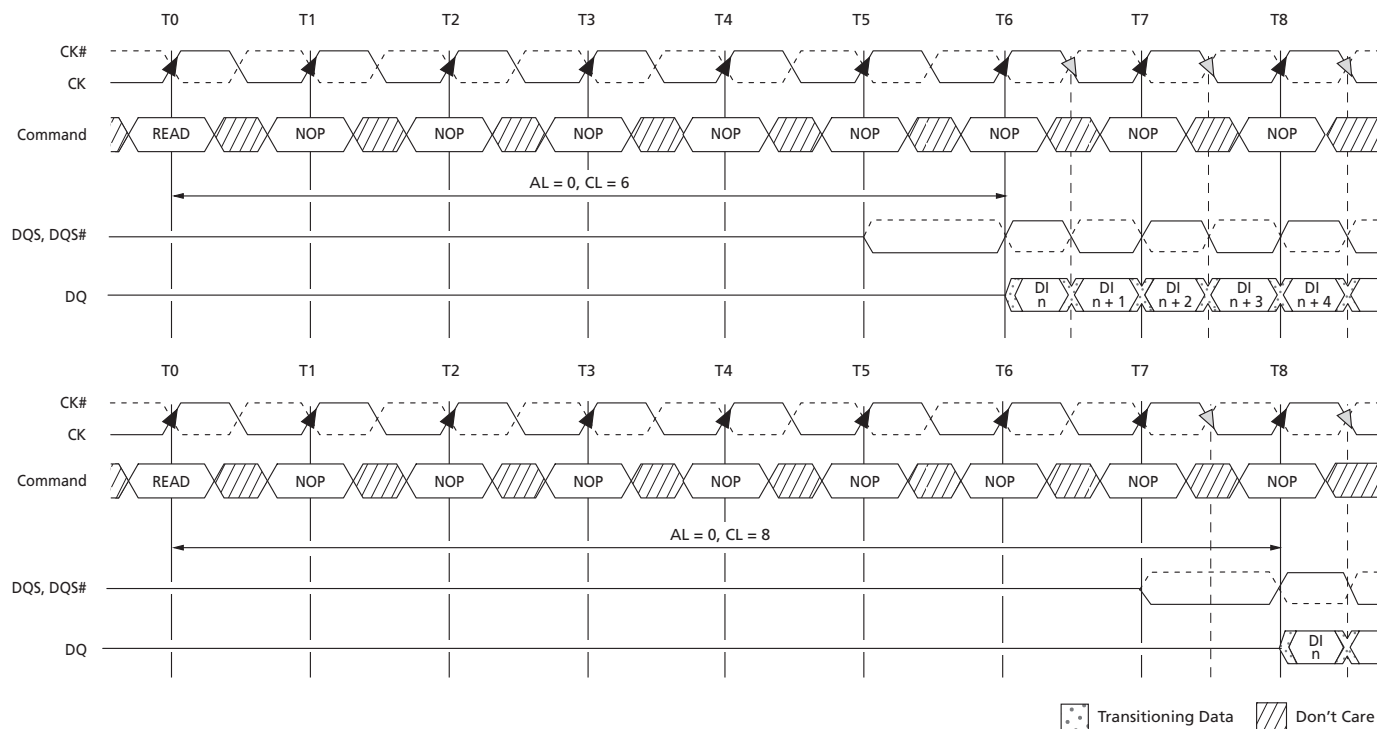 T0 T1 T2 T3 T4 T5 T6 T7 T8
CK#
CK
Command READ NOP NOP NOP NOP NOP NOP NOP NOP
AL = 0, CL = 6
DQS, DQS#
DQ DI n DI n + 1 DI n + 2 DI n + 3 DI n + 4
T0 T1 T2 T3 T4 T5 T6 T7 T8
CK#
CK
Command READ NOP NOP NOP NOP NOP NOP NOP NOP
AL = 0, CL = 8
DQS, DQS#
DQ DI n
Transitioning Data Don't Care